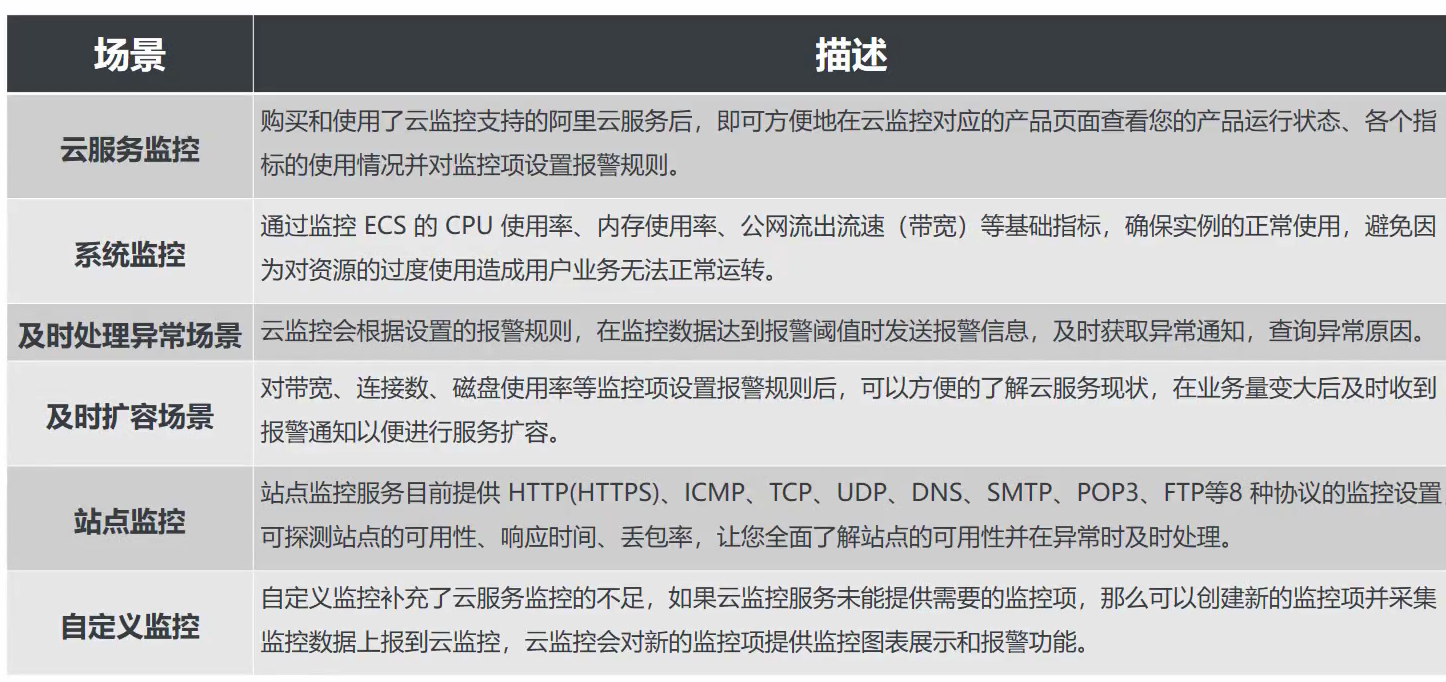 场景
描述
云服务监控
购买和使用了云监控支持的阿里云服务后，即可方便地在云监控对应的产品页面查看您的产品运行状态、各个指
标的使用情况并对监控项设置报警规则。
系统监控
通过监控 ECS 的 CPU 使用率、内存使用率、公网流出流速（带宽）等基础指标，确保实例的正常使用，避免因
为对资源的过度使用造成用户业务无法正常运转。
及时处理异常场景
云监控会根据设置的报警规则，在监控数据达到报警阈值时发送报警信息，及时获取异常通知，查询异常原因。
及时扩容场景
对带宽、连接数、磁盘使用率等监控项设置报警规则后，可以方便的了解云服务现状，在业务量变大后及时收到
报警通知以便进行服务扩容。
站点监控
站点监控服务目前提供 HTTP(HTTPS)、ICMP、TCP、UDP、DNS、SMTP、POP3、FTP等8 种协议的监控设置
可探测站点的可用性、响应时间、丢包率，让您全面了解站点的可用性并在异常时及时处理。
自定义监控
自定义监控补充了云服务监控的不足，如果云监控服务未能提供需要的监控项，那么可以创建新的监控项并采集
监控数据上报到云监控，云监控会对新的监控项提供监控图表展示和报警功能。